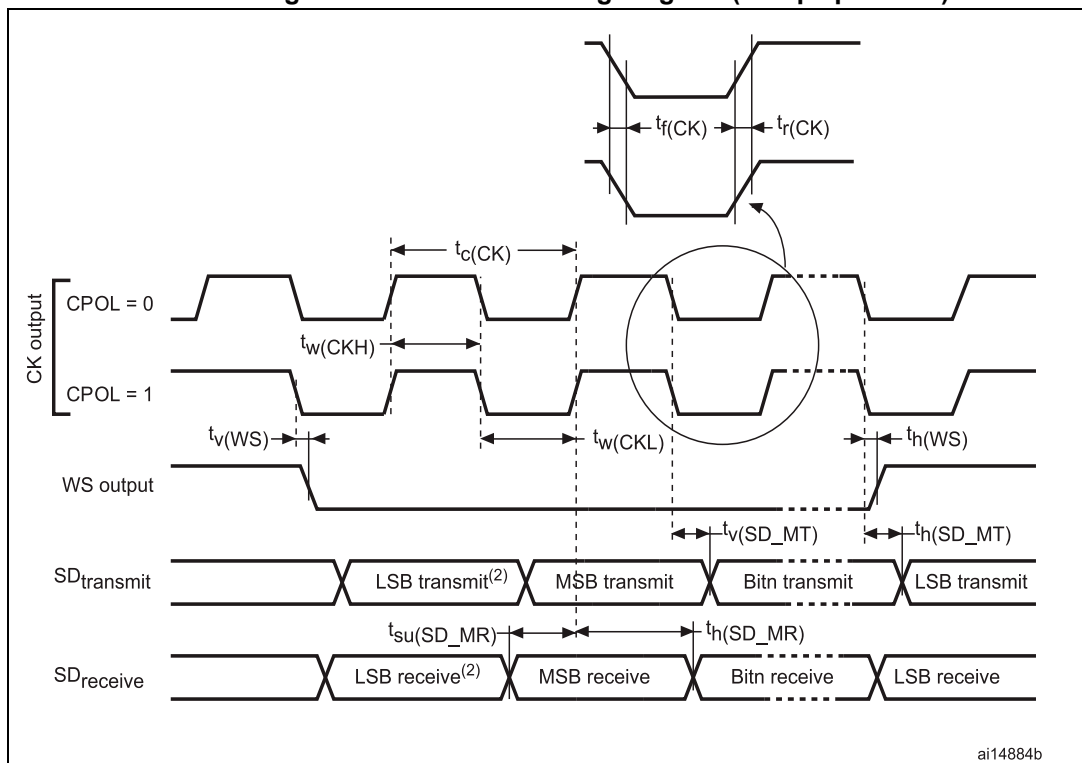 tf(CK)
tr(CK)
tc(CK)
CK output
CPOL = 0
tw(CKH)
CPOL = 1
tv(WS)
tw(CKL)
th(WS)
WS output
tv(SD_MT)
th(SD_MT)
SDtransmit
LSB transmit(2)
MSB transmit
Bitn transmit
LSB transmit
tsu(SD_MR)
th(SD_MR)
SDreceive
LSB receive(2)
MSB receive
Bitn receive
LSB receive
ai14884b